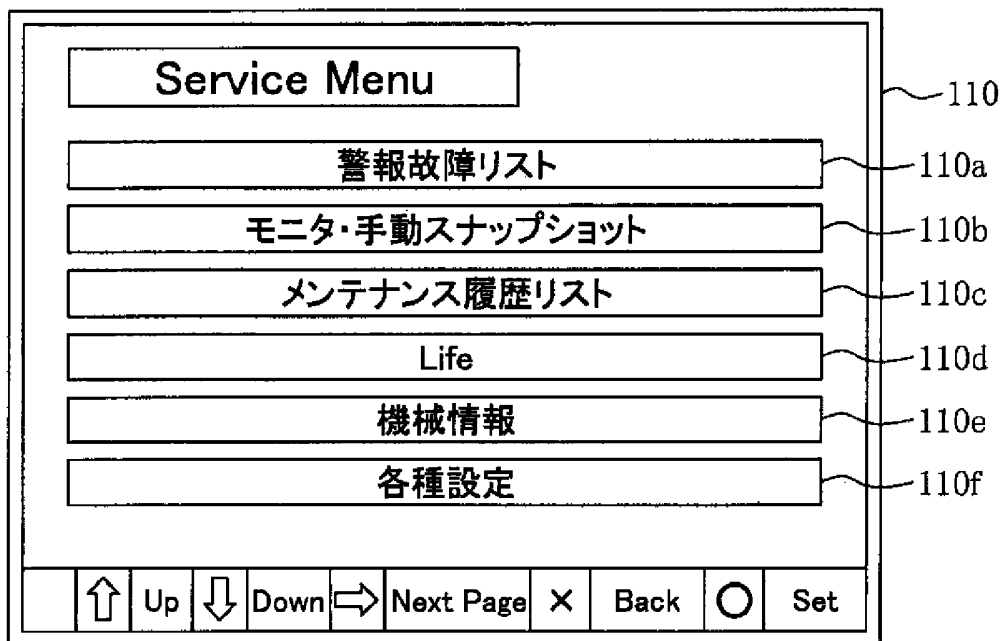 Service Menu
110
警報故障リスト
110a
モニタ・手動スナップショット
110b
メンテナンス履歴リスト
110c
Life
110d
機械情報
110e
各種設定
110f
⇧ Up ⇩ Down ⇨ Next Page × Back ○ Set